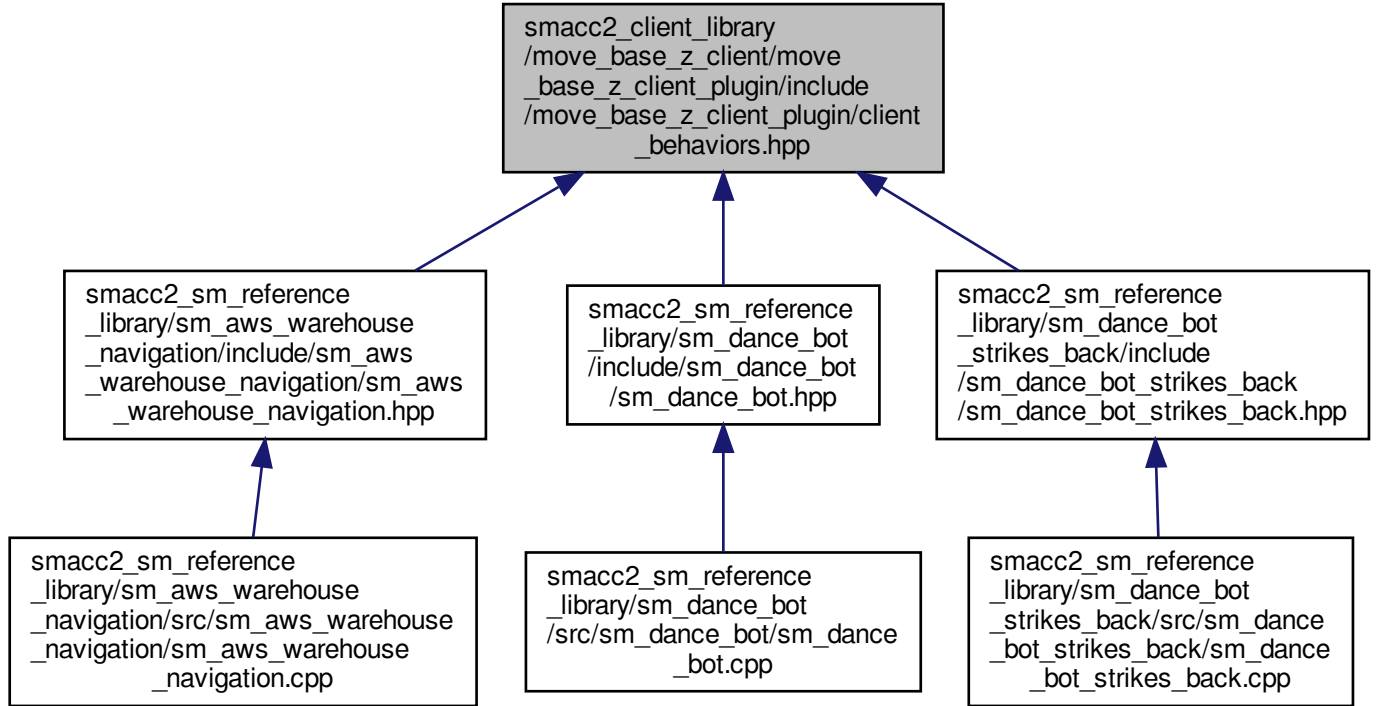 smacc2_client_library
/move_base_z_client/move
_base_z_client_plugin/include
/move_base_z_client_plugin/client
_behaviors.hpp
smacc2_sm_reference
_library/sm_aws_warehouse
_navigation/include/sm_aws
_warehouse_navigation/sm_aws
_warehouse_navigation.hpp
smacc2_sm_reference
_library/sm_dance_bot
/include/sm_dance_bot
/sm_dance_bot.hpp
smacc2_sm_reference
_library/sm_dance_bot
_strikes_back/include
/sm_dance_bot_strikes_back
/sm_dance_bot_strikes_back.hpp
smacc2_sm_reference
_library/sm_aws_warehouse
_navigation/src/sm_aws_warehouse
_navigation/sm_aws_warehouse
_navigation.cpp
smacc2_sm_reference
_library/sm_dance_bot
/src/sm_dance_bot/sm_dance
_bot.cpp
smacc2_sm_reference
_library/sm_dance_bot
_strikes_back/src/sm_dance
_bot_strikes_back/sm_dance
_bot_strikes_back.cpp